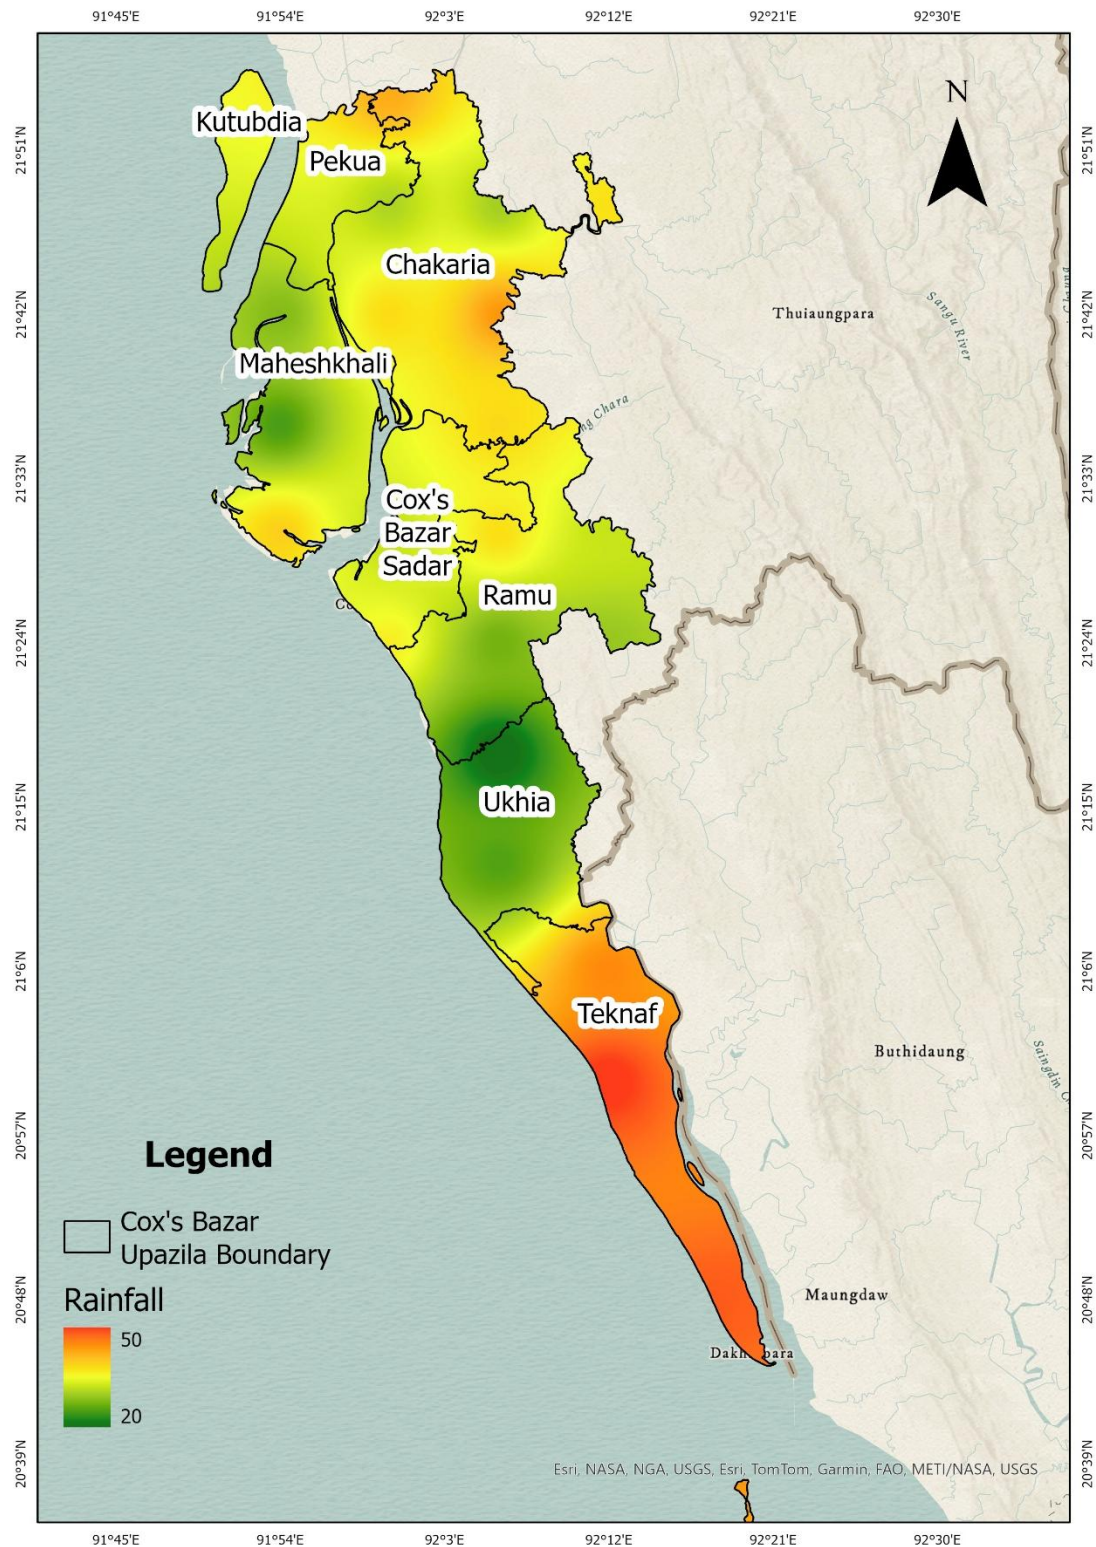 91°45'E 91°54'E 92°3'E 92°12'E 92°21'E 92°30'E
N
Kutubdia
21°51'N 21°51'N
Pekua
Chakaria
21°42'N 21°42'N
Thuiaungpara
Sangu River
Maheshkhali
Chara
21°33'N 21°33'N
Cox's
Bazar
Sadar
Ramu
21°24'N 21°24'N
21°15'N 21°15'N
Ukhia
21°6'N 21°6'N
Teknaf
Buthidaung
Saingdin
20°57'N 20°57'N
Legend
Cox's Bazar
Upazila Boundary
Rainfall
50
20
20°48'N 20°48'N
Maungdaw
20°39'N 20°39'N
Esri, NASA, NGA, USGS, Esri, TomTom, Garmin, FAO, METI/NASA, USGS
91°45'E 91°54'E 92°3'E 92°12'E 92°21'E 92°30'E